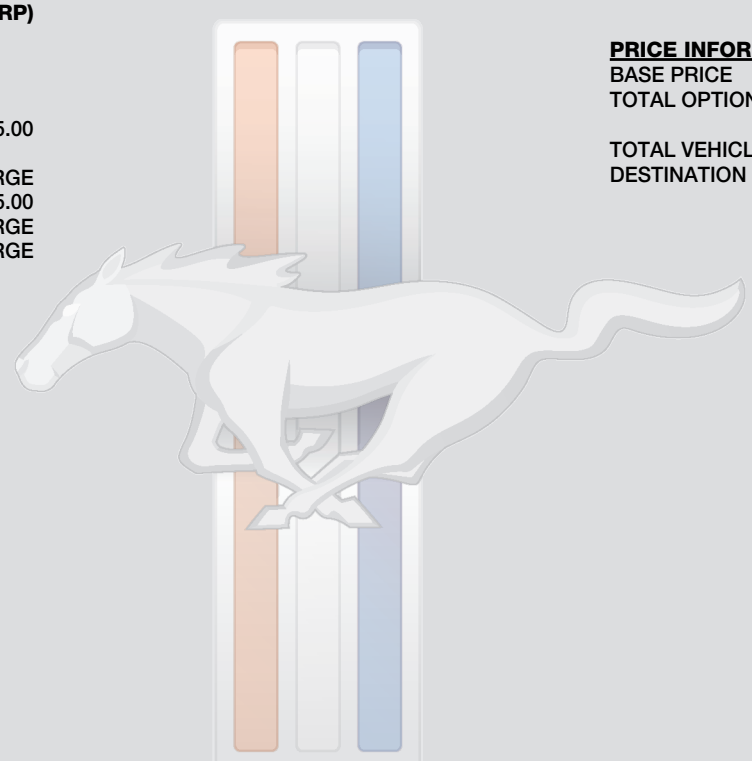 RP)
5.00
RGE
5.00
RGE
RGE
PRICE INFOR
BASE PRICE
TOTAL OPTION
TOTAL VEHICL
DESTINATION